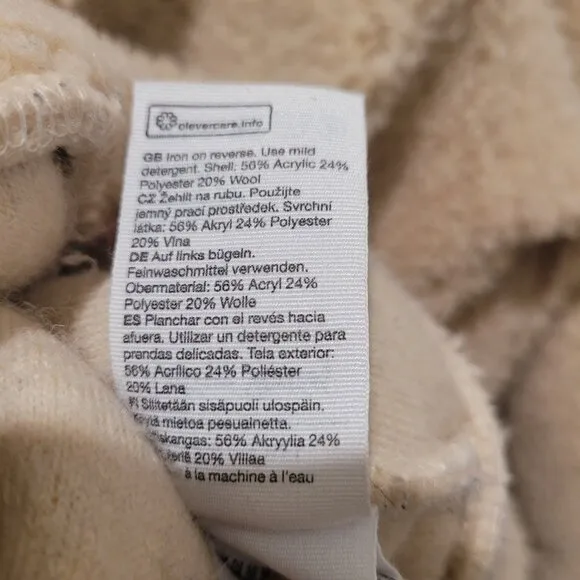 clevercare.info
GB Iron on reverse. Use mild
detergent. Shell: 56% Acrylic 24%
Polyester 20% Wool
CZ Žehlit na rubu. Použijte
jemný prací prostředek. Svrchní
látka: 56% Akryl 24% Polyester
20% Vlna
DE Auf links bügeln.
Feinwaschmittel verwenden.
Obermaterial: 56% Acryl 24%
Polyester 20% Wolle
ES Planchar con el revés hacia
afuera. Utilizar un detergente para
prendas delicadas. Tela exterior:
56% Acrílico 24% Poliéster
20% Lana
FI Silitetään sisäpuoli ulospäin.
mietoa pesuainetta.
56% Akryylia 24%
20% Villaa
à la machine à l'eau